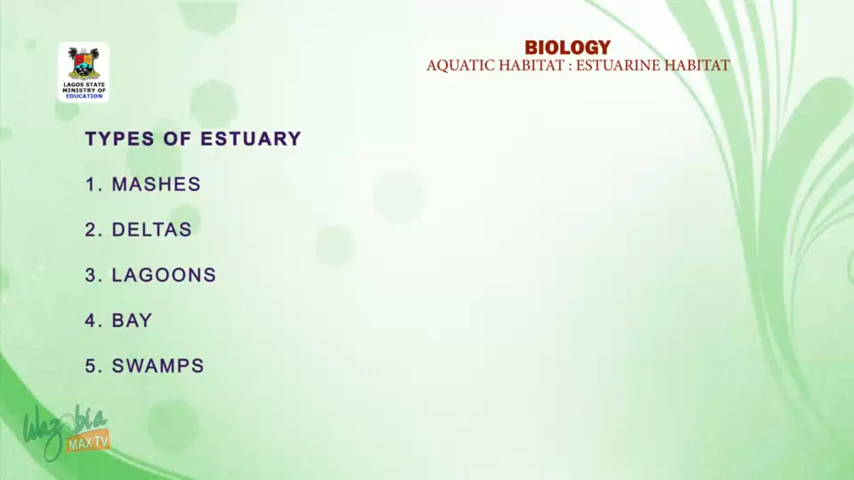 BIOLOGY
AQUATIC HABITAT : ESTUARINE HABITAT
LAGOS STATE
MINISTRY OF
EDUCATION
TYPES OF ESTUARY
1. MASHES
2. DELTAS
3. LAGOONS
4. BAY
5. SWAMPS
Wazobia
MAX TV